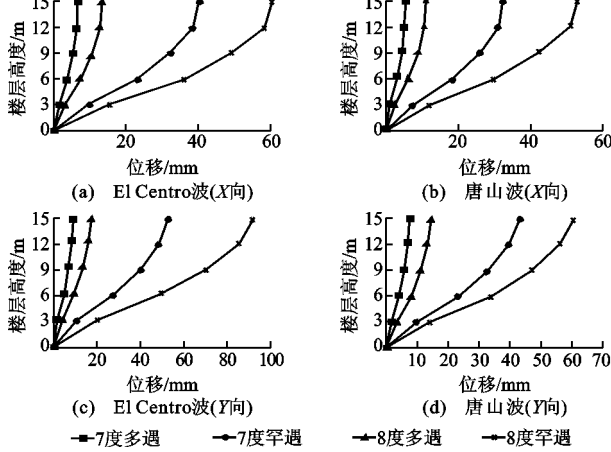 楼层高度/m
15
12
9
6
3
0
20 40 60
位移/mm
(a) El Centro波(X向)
楼层高度/m
15
12
9
6
3
0
20 40 60
位移/mm
(b) 唐山波(X向)
楼层高度/m
15
12
9
6
3
0
20 40 60 80 100
位移/mm
(c) El Centro波(Y向)
楼层高度/m
15
12
9
6
3
0
10 20 30 40 50 60 70
位移/mm
(d) 唐山波(Y向)
7度多遇 7度罕遇 8度多遇 8度罕遇